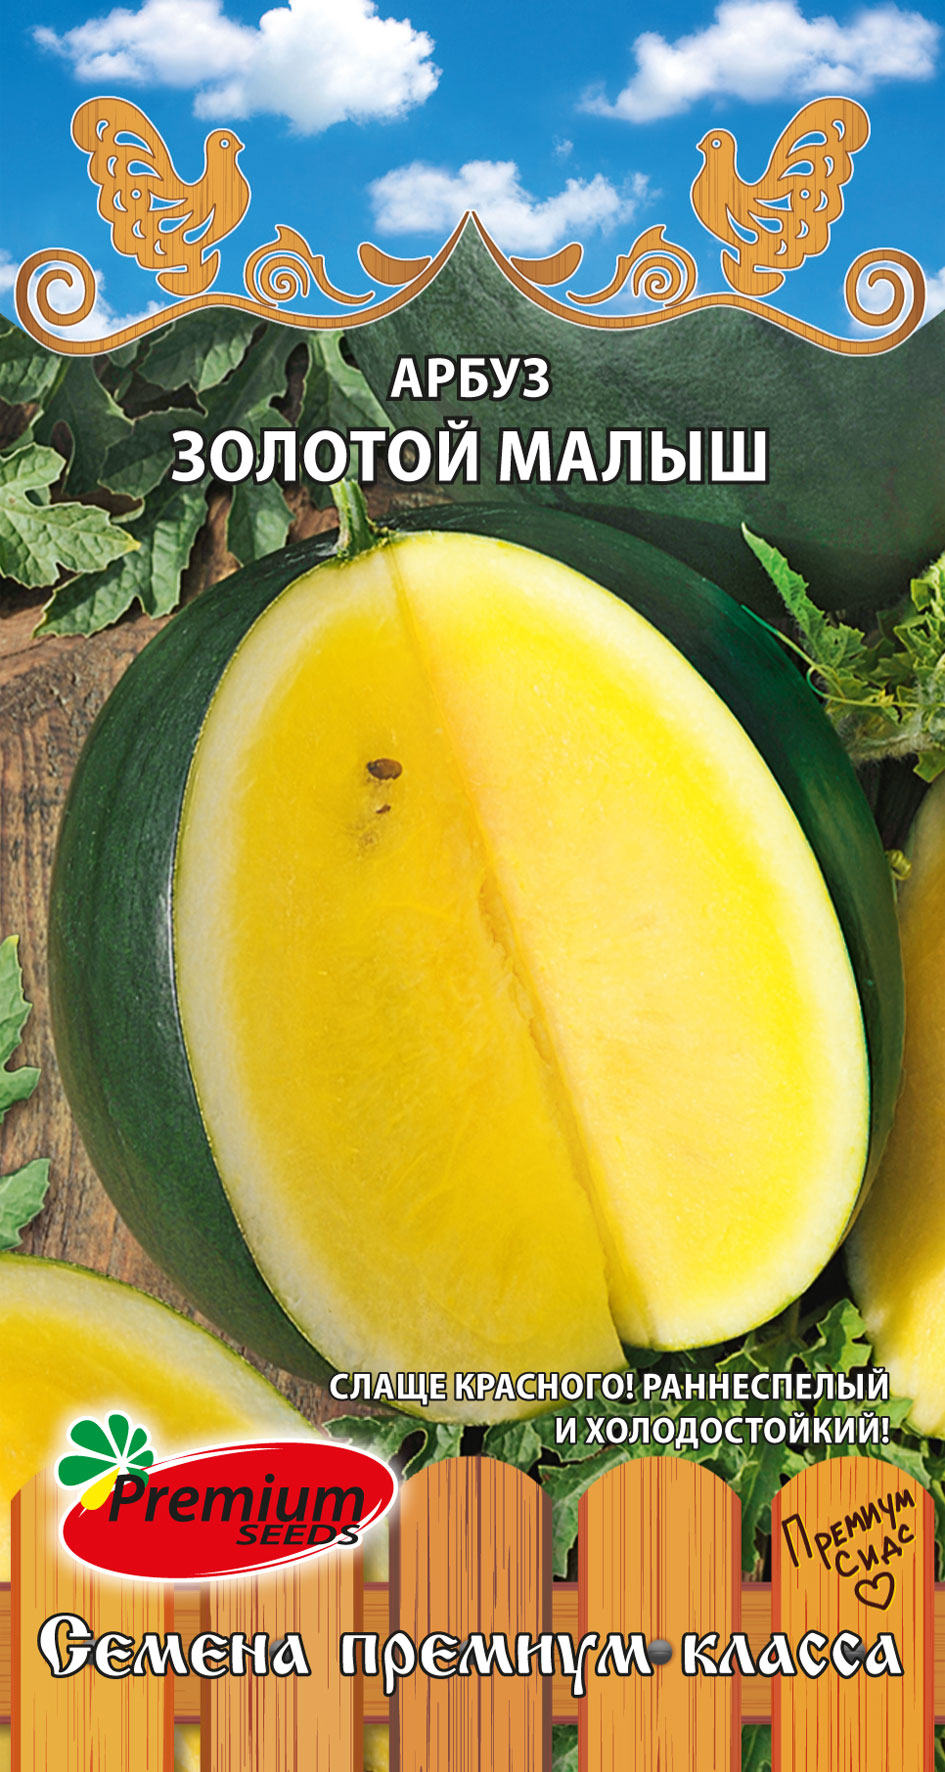 АРБУЗ
ЗОЛОТОЙ МАЛЫШ
СЛАЩЕ КРАСНОГО! РАННЕСПЕЛЫЙ
И ХОЛОДОСТОЙКИЙ!
Premium
SEEDS
Премиум
Сидс
Семена премиум класса